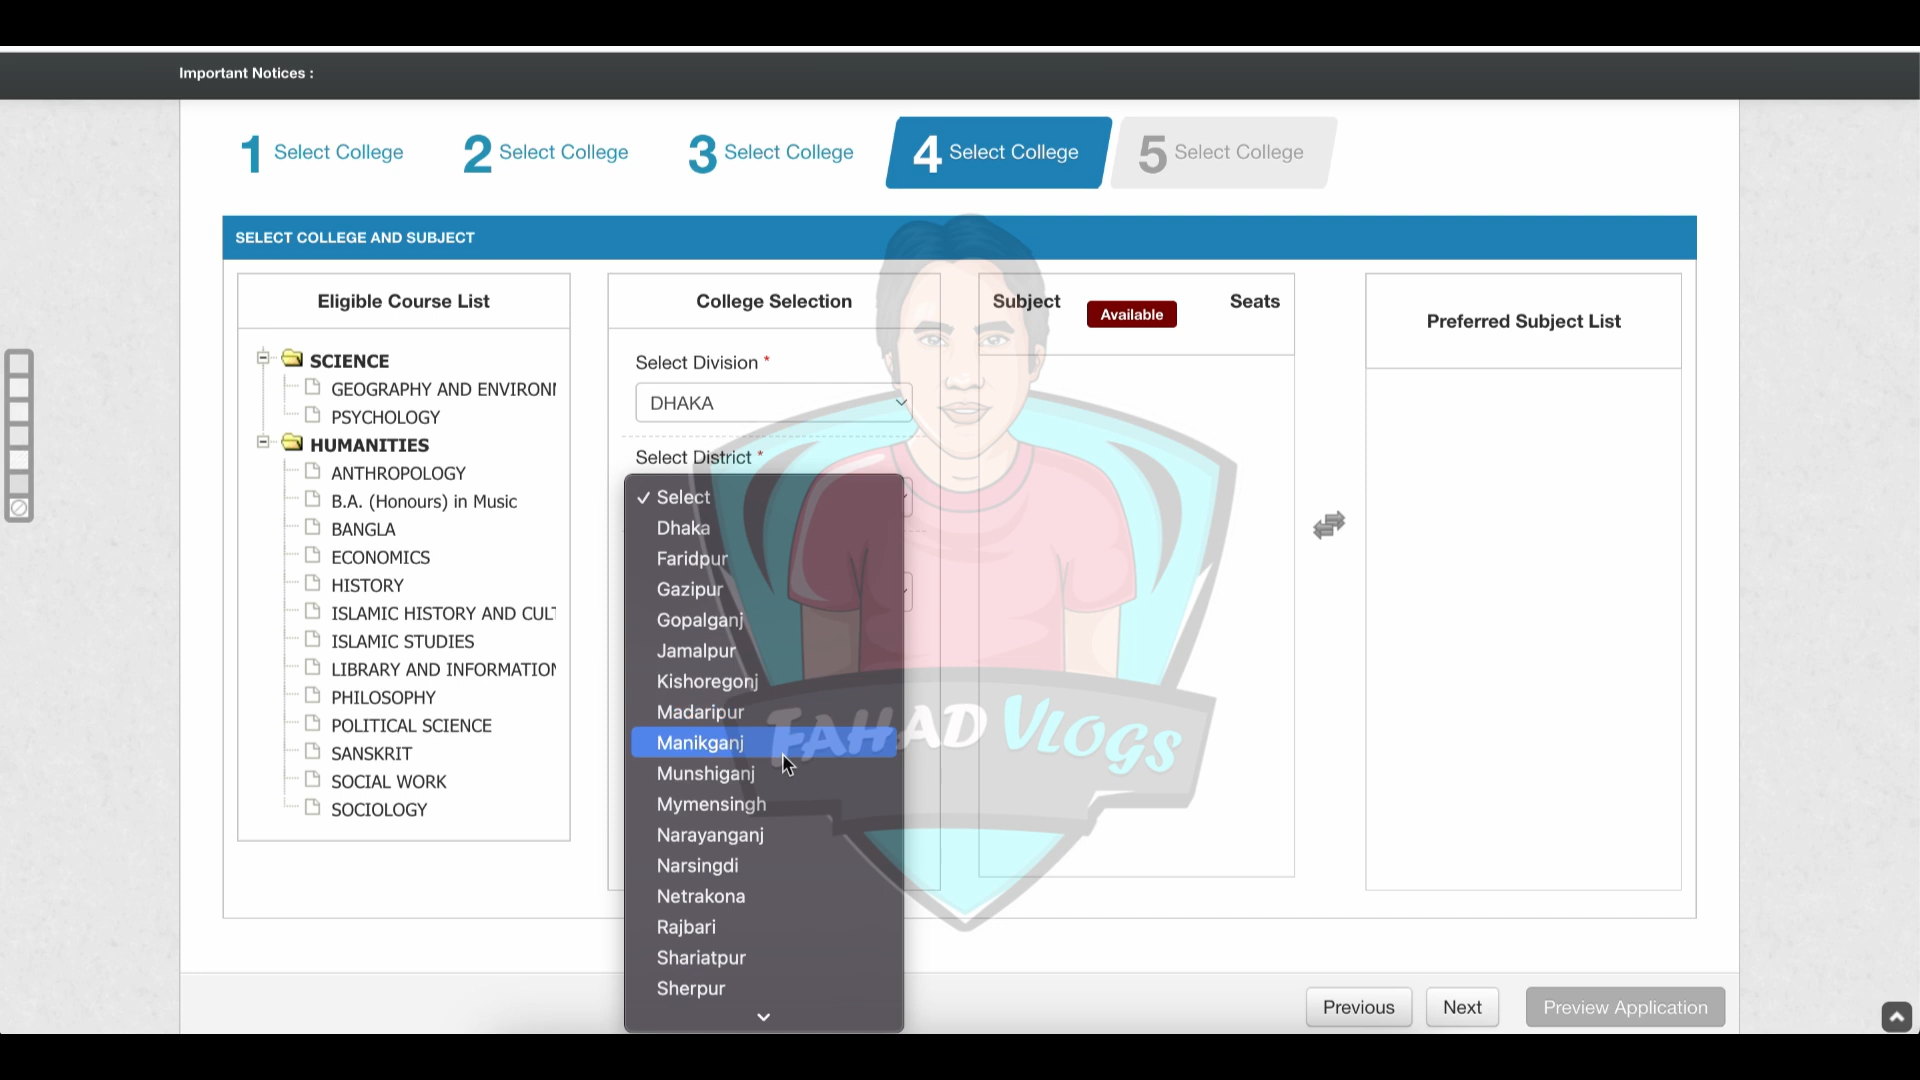 Important Notices :
1 Select College
2 Select College
3 Select College
4 Select College
5 Select College
SELECT COLLEGE AND SUBJECT
Eligible Course List
SCIENCE
GEOGRAPHY AND ENVIRON
PSYCHOLOGY
HUMANITIES
ANTHROPOLOGY
B.A. (Honours) in Music
BANGLA
ECONOMICS
HISTORY
ISLAMIC HISTORY AND CUL
ISLAMIC STUDIES
LIBRARY AND INFORMATION
PHILOSOPHY
POLITICAL SCIENCE
SANSKRIT
SOCIAL WORK
SOCIOLOGY
College Selection
Select Division *
DHAKA
Select District *
✓ Select
Dhaka
Faridpur
Gazipur
Gopalganj
Jamalpur
Kishoregonj
Madaripur
Manikganj
Munshiganj
Mymensingh
Narayanganj
Narsingdi
Netrakona
Rajbari
Shariatpur
Sherpur
Subject
Available
Seats
Preferred Subject List
FAHAD VLOGS
Previous
Next
Preview Application